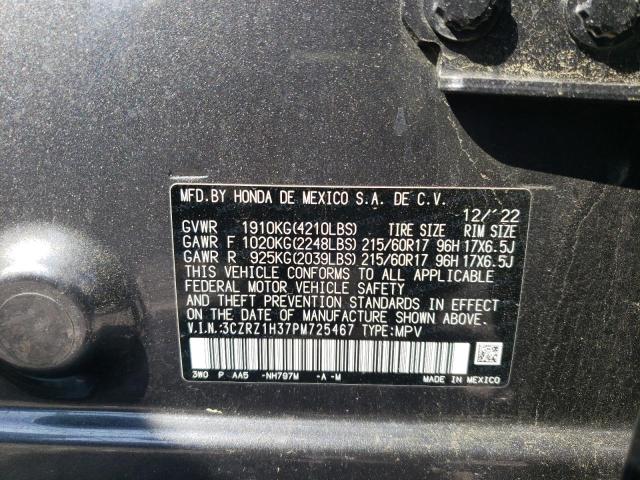 MFD.BY HONDA DE MEXICO S.A. DE C.V.
12/'22
GVWR 1910KG(4210LBS) TIRE SIZE RIM SIZE
GAWR F 1020KG(2248LBS) 215/60R17 96H 17X6.5J
GAWR R 925KG(2039LBS) 215/60R17 96H 17X6.5J
THIS VEHICLE CONFORMS TO ALL APPLICABLE
FEDERAL MOTOR VEHICLE SAFETY
AND THEFT PREVENTION STANDARDS IN EFFECT
ON THE DATE OF MANUFACTURE SHOWN ABOVE.
V.I.N.:3CZRZ1H37PM725467 TYPE:MPV
3W0 P AA5 -NH797M -A-M
MADE IN MEXICO